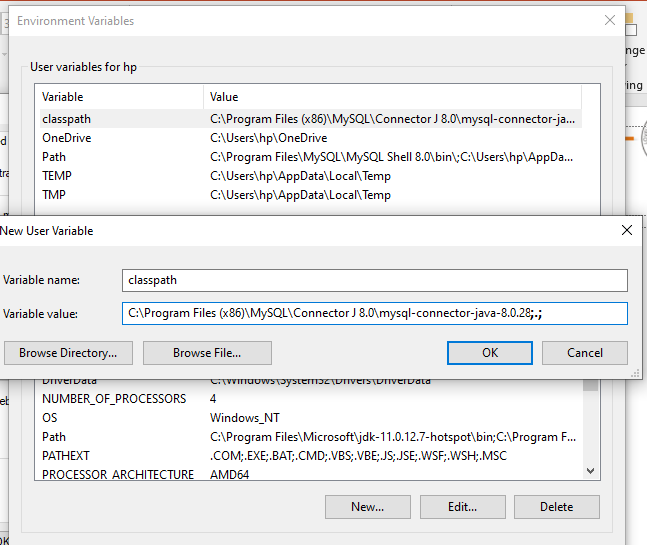 Environment Variables
nge
ing
User variables for hp
Variable Value
classpath C:\Program Files (x86)\MySQL\Connector J 8.0\mysql-connector-ja...
OneDrive C:\Users\hp\OneDrive
Path C:\Program Files\MySQL\MySQL Shell 8.0\bin\;C:\Users\hp\AppDa...
TEMP C:\Users\hp\AppData\Local\Temp
TMP C:\Users\hp\AppData\Local\Temp
New User Variable
Variable name: classpath
Variable value: C:\Program Files (x86)\MySQL\Connector J 8.0\mysql-connector-java-8.0.28;.;
Browse Directory... Browse File... OK Cancel
DriverData C:\Windows\System32\Drivers\DriverData
NUMBER_OF_PROCESSORS 4
OS Windows_NT
Path C:\Program Files\Microsoft\jdk-11.0.12.7-hotspot\bin;C:\Program F...
PATHEXT .COM;.EXE;.BAT;.CMD;.VBS;.VBE;.JS;.JSE;.WSF;.WSH;.MSC
PROCESSOR_ARCHITECTURE AMD64
New... Edit... Delete